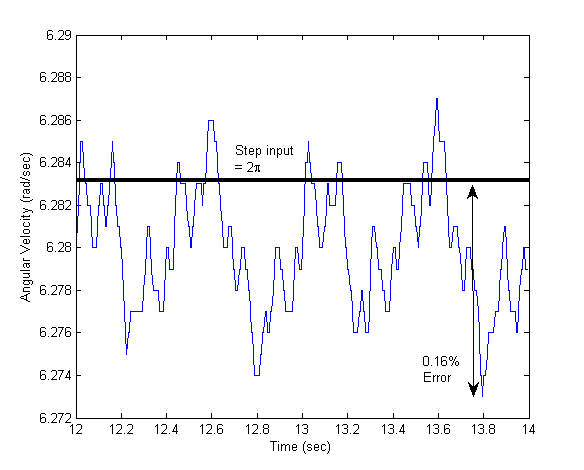 6.29
6.288
6.286
6.284
6.282
6.28
6.278
6.276
6.274
6.272
Angular Velocity (rad/sec)
Step input
= 2π
0.16%
Error
12 12.2 12.4 12.6 12.8 13 13.2 13.4 13.6 13.8 14
Time (sec)